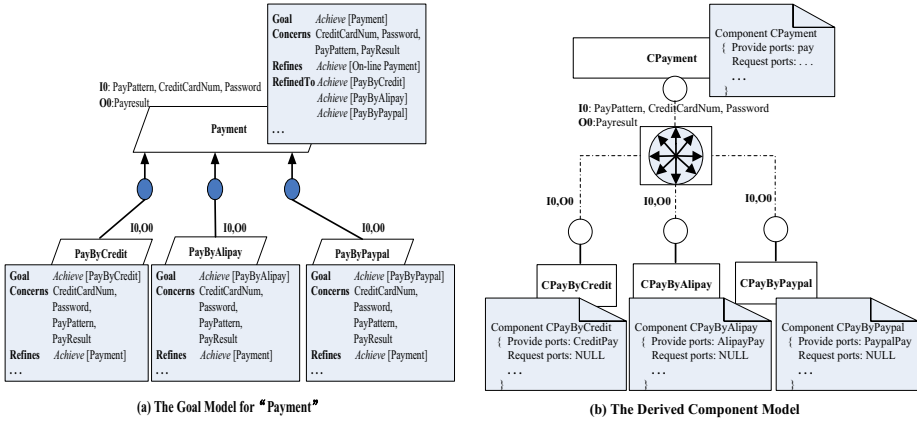 Goal Achieve [Payment]
Concerns CreditCardNum, Password,
PayPattern, PayResult
Refines Achieve [On-line Payment]
RefinedTo Achieve [PayByCredit]
Achieve [PayByAlipay]
Achieve [PayByPaypal]
...
I0: PayPattern, CreditCardNum, Password
O0:Payresult
Payment
I0,O0
I0,O0
PayByCredit
PayByAlipay
PayByPaypal
Goal Achieve [PayByCredit]
Concerns CreditCardNum,
Password,
PayPattern,
PayResult
Refines Achieve [Payment]
...
Goal Achieve [PayByAlipay]
Concerns CreditCardNum,
Password,
PayPattern,
PayResult
Refines Achieve [Payment]
...
Goal Achieve [PayByPaypal]
Concerns CreditCardNum,
Password,
PayPattern,
PayResult
Refines Achieve [Payment]
...
(a) The Goal Model for “Payment”
CPayment
Component CPayment
{ Provide ports: pay
Request ports: . . .
...
}
I0: PayPattern, CreditCardNum, Password
O0:Payresult
I0,O0
I0,O0
I0,O0
CPayByCredit
CPayByAlipay
CPayByPaypal
Component CPayByCredit
{ Provide ports: CreditPay
Request ports: NULL
...
}
Component CPayByAlipay
{ Provide ports: AlipayPay
Request ports: NULL
...
}
Component CPayByPaypal
{ Provide ports: PaypalPay
Request ports: NULL
...
}
(b) The Derived Component Model